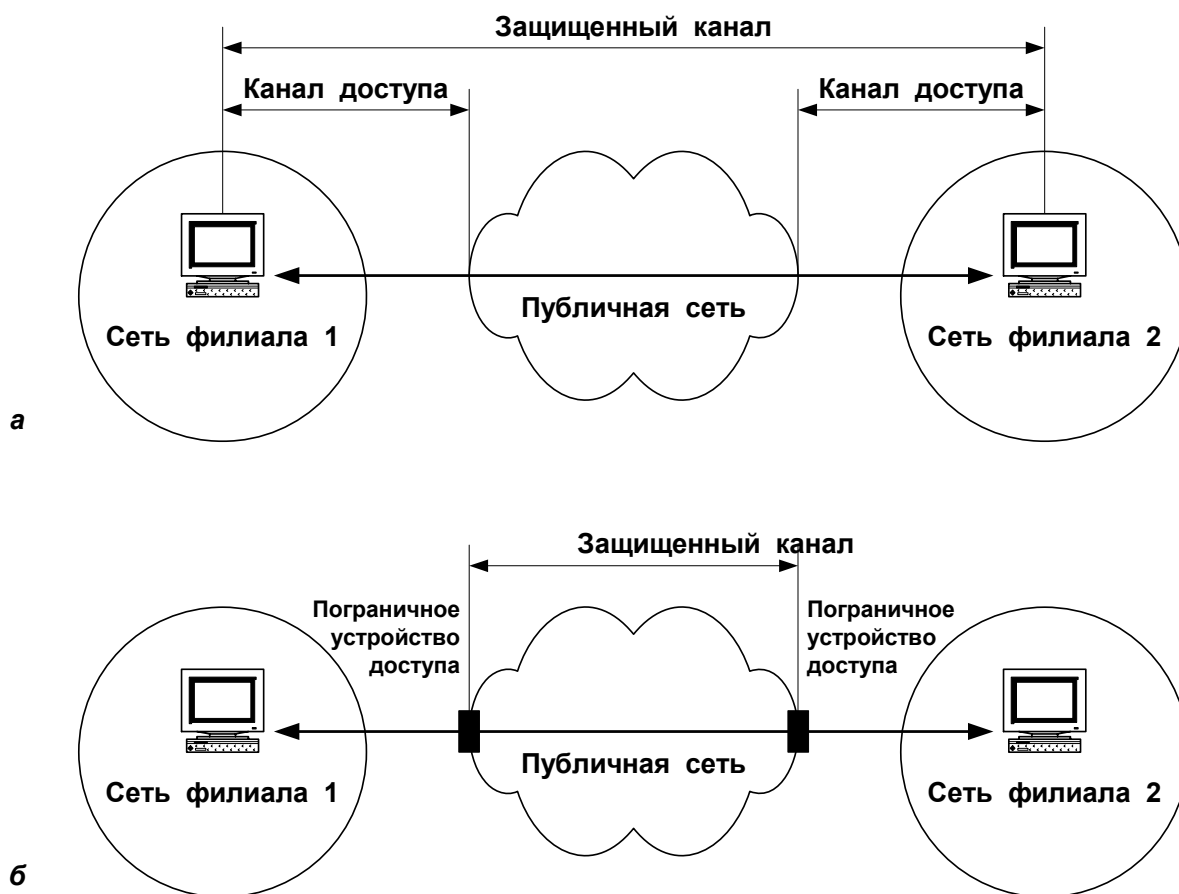 Защищенный канал
Канал доступа
Канал доступа
Публичная сеть
Сеть филиала 1
Сеть филиала 2
а
Защищенный канал
Пограничное
устройство
доступа
Пограничное
устройство
доступа
Публичная сеть
Сеть филиала 1
Сеть филиала 2
б